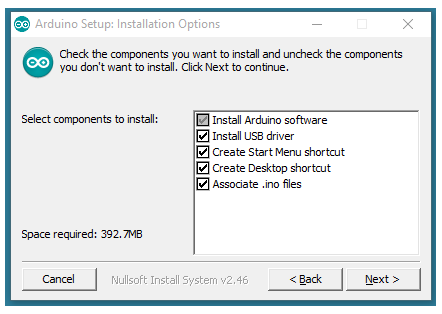 Arduino Setup: Installation Options
Check the components you want to install and uncheck the components
you don't want to install. Click Next to continue.
Select components to install:
Install Arduino software
Install USB driver
Create Start Menu shortcut
Create Desktop shortcut
Associate .ino files
Space required: 392.7MB
Cancel
Nullsoft Install System v2.46
< Back
Next >